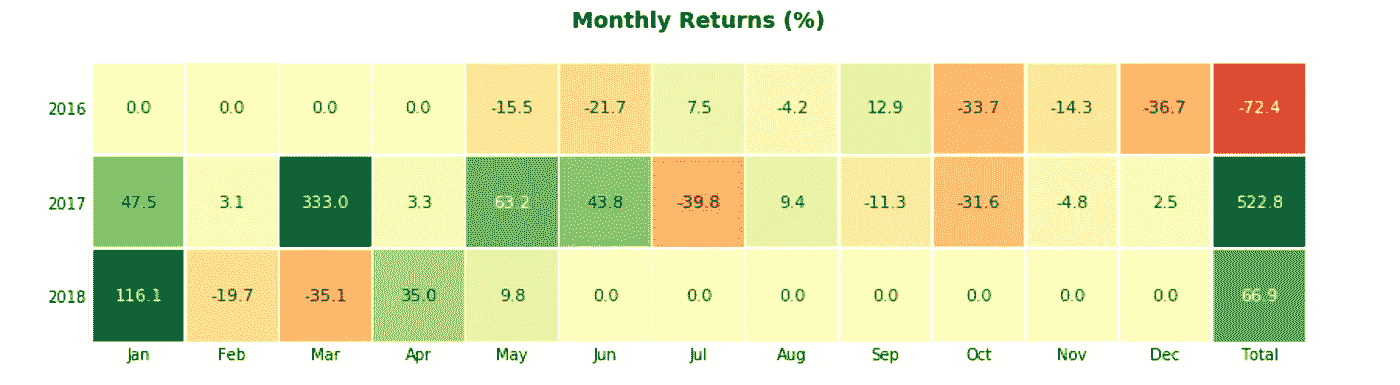 Monthly Returns (%)
2016 0.0 0.0 0.0 0.0 -15.5 -21.7 7.5 -4.2 12.9 -33.7 -14.3 -36.7 -72.4
2017 47.5 3.1 333.0 3.3 63.2 43.8 -39.8 9.4 -11.3 -31.6 -4.8 2.5 522.8
2018 116.1 -19.7 -35.1 35.0 9.8 0.0 0.0 0.0 0.0 0.0 0.0 0.0 66.9
Jan Feb Mar Apr May Jun Jul Aug Sep Oct Nov Dec Total